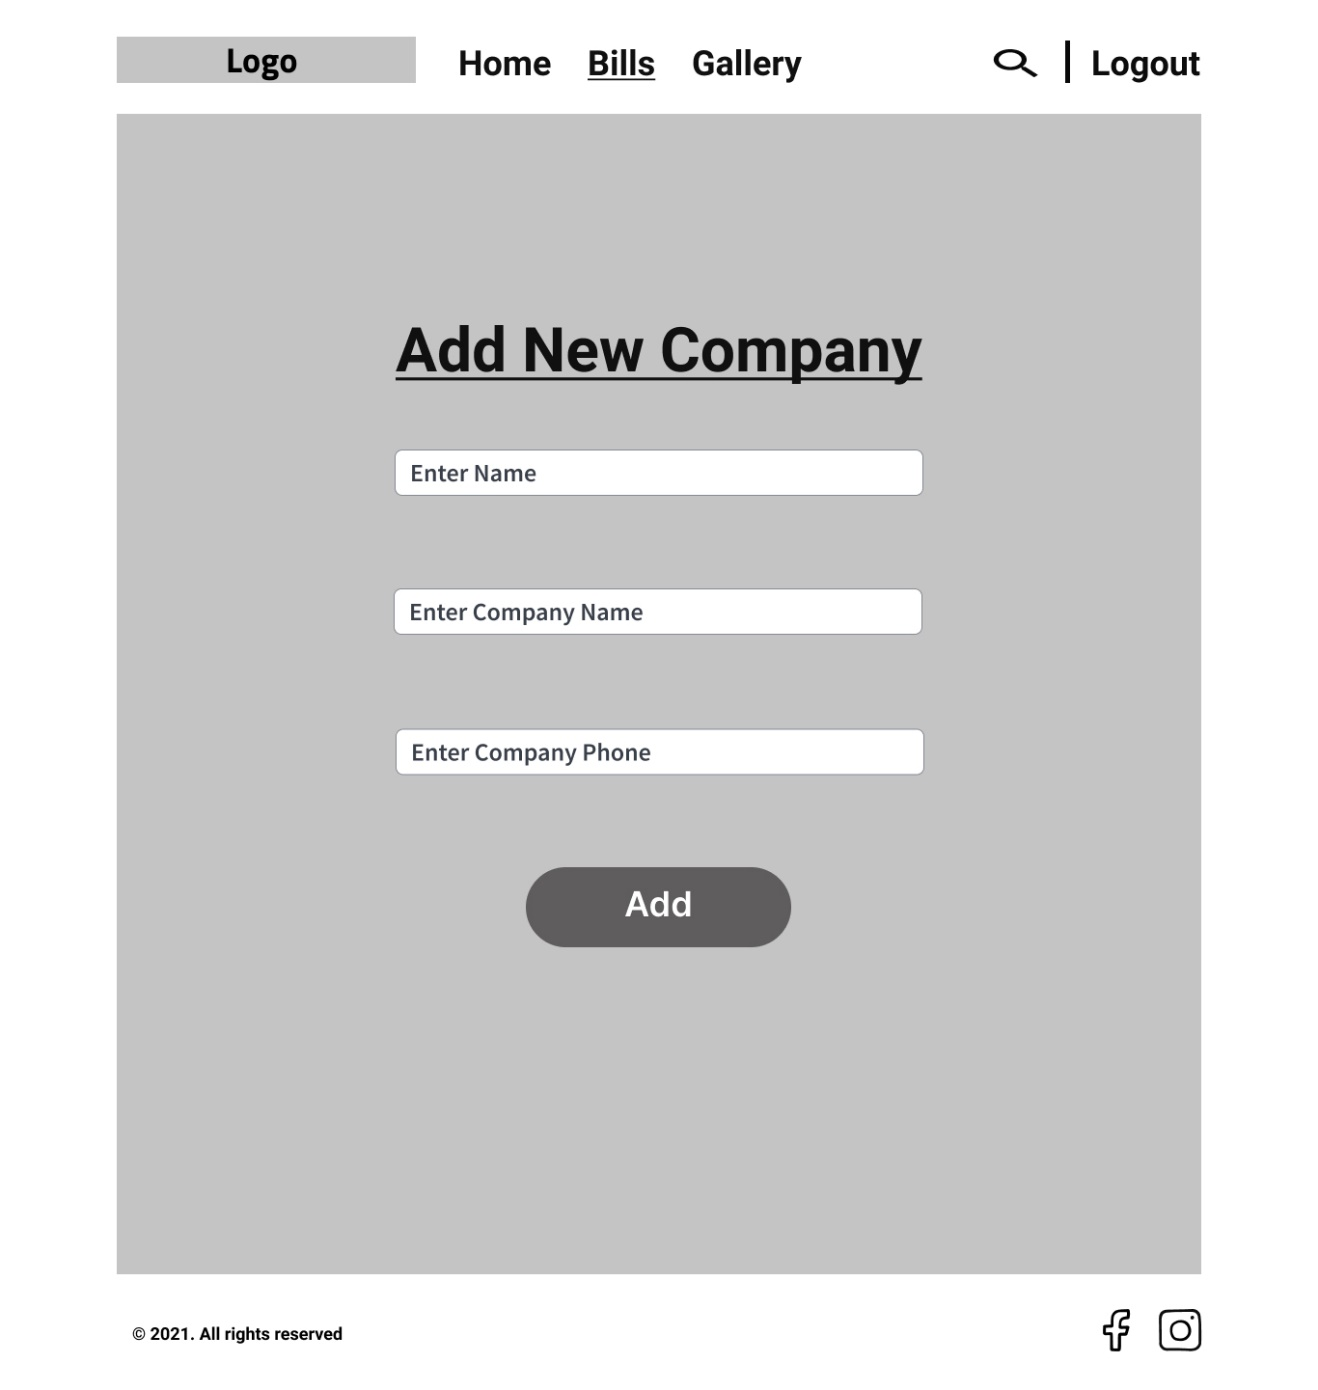 Logo Home Bills Gallery Logout
Add New Company
Enter Name
Enter Company Name
Enter Company Phone
Add
© 2021. All rights reserved